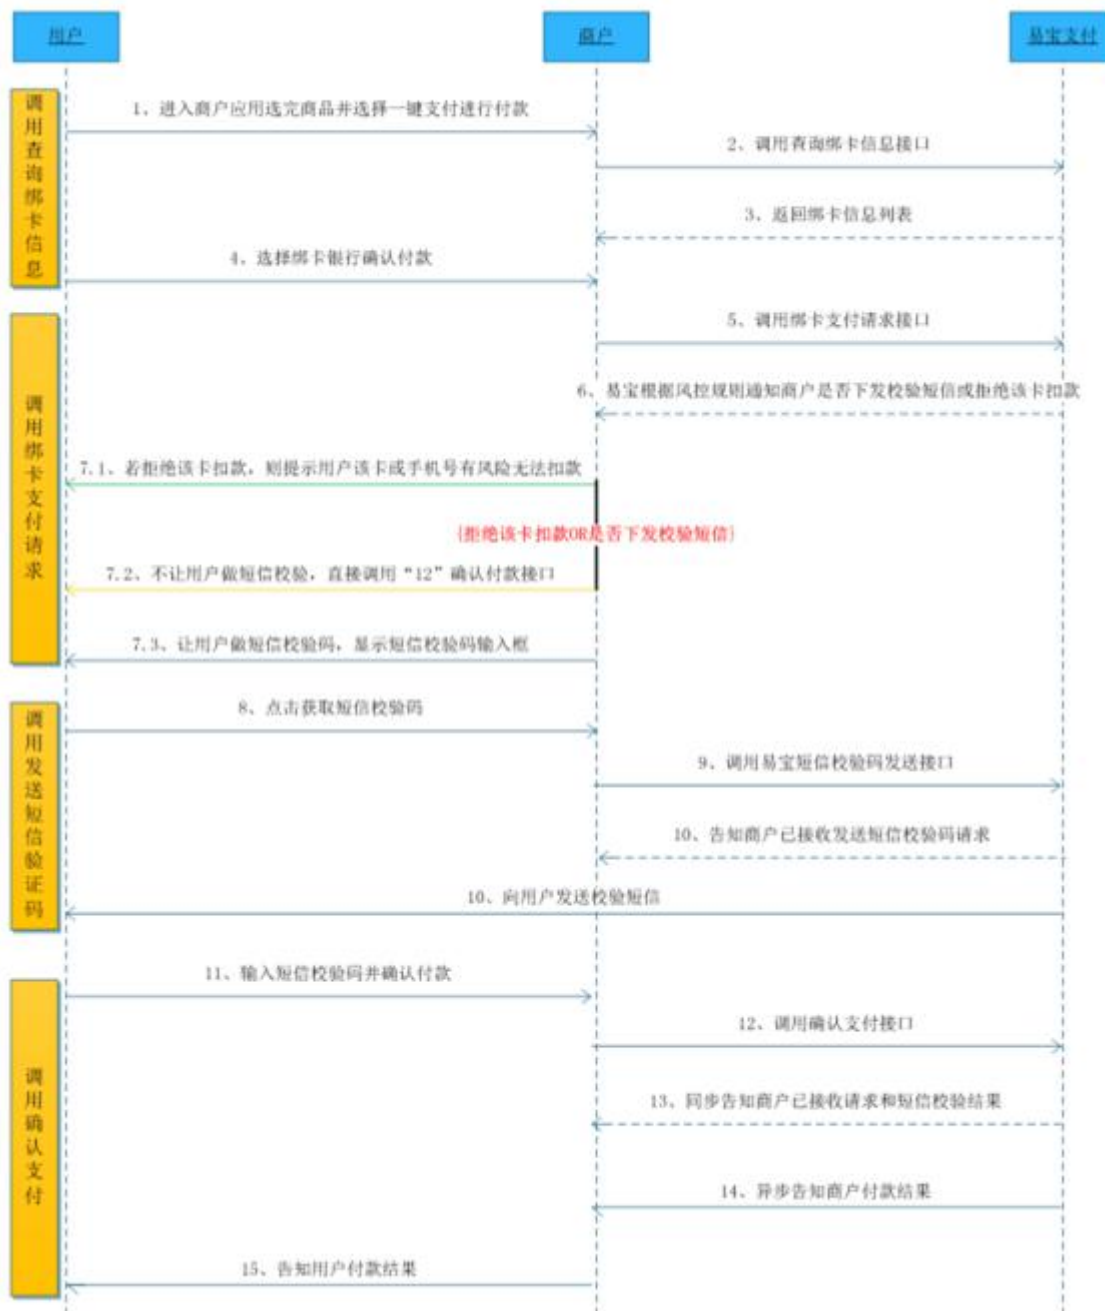 用户
商户
易宝支付
调用查询绑卡信息
1、进入商户应用选完商品并选择一键支付进行付款
2、调用查询绑卡信息接口
3、返回绑卡信息列表
4、选择绑卡银行确认付款
调用绑卡支付请求
5、调用绑卡支付请求接口
6、易宝根据风控规则通知商户是否下发校验短信或拒绝该卡扣款
7.1、若拒绝该卡扣款，则提示用户该卡或手机号有风险无法扣款
{拒绝该卡扣款OR是否下发校验短信}
7.2、不让用户做短信校验，直接调用“12”确认付款接口
7.3、让用户做短信校验码，显示短信校验码输入框
调用发送短信验证码
8、点击获取短信校验码
9、调用易宝短信校验码发送接口
10、告知商户已接收发送短信校验码请求
10、向用户发送校验短信
调用确认支付
11、输入短信校验码并确认付款
12、调用确认支付接口
13、同步告知商户已接收请求和短信校验结果
14、异步告知商户付款结果
15、告知用户付款结果